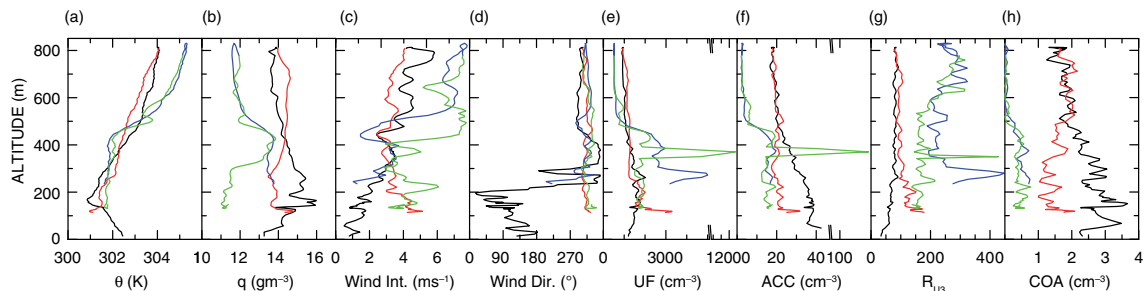 (a) (b) (c) (d) (e) (f) (g) (h)
800
600
400
200
0
ALTITUDE (m)
300 302 304 10 12 14 16 0 2 4 6 0 90 180 270 0 3000 12000 0 20 40 100 0 200 400 0 1 2 3 4
θ (K) q (gm⁻³) Wind Int. (ms⁻¹) Wind Dir. (°) UF (cm⁻³) ACC (cm⁻³) R_U3 COA (cm⁻³)